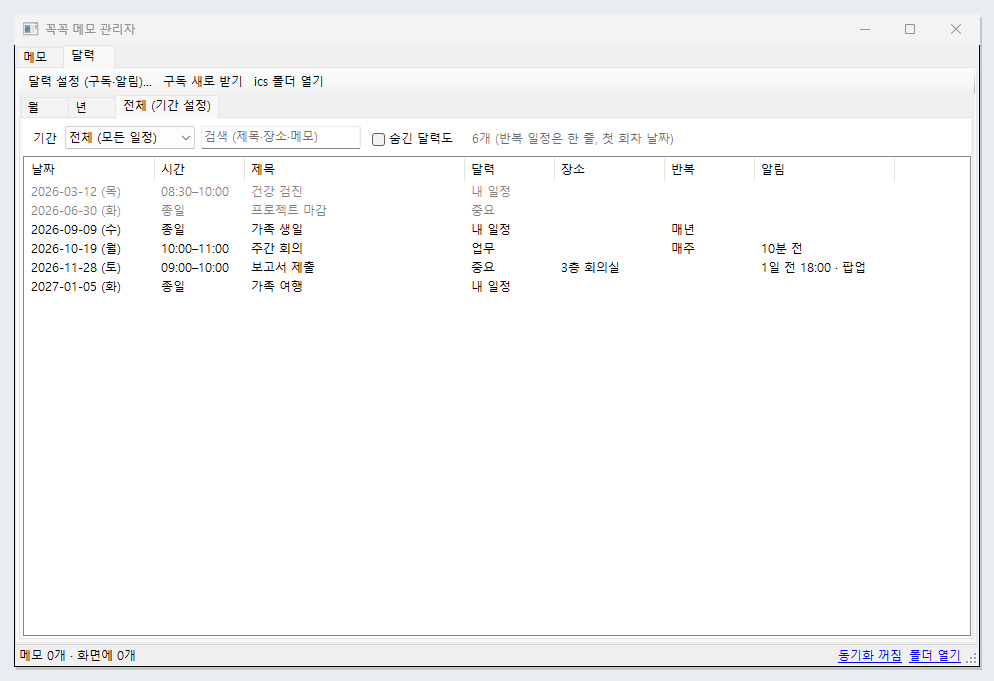 꼭꼭 메모 관리자
메모 달력
달력 설정 (구독·알림)... 구독 새로 받기 ics 폴더 열기
월 년 전체 (기간 설정)
기간 전체 (모든 일정) 검색 (제목·장소·메모) 숨긴 달력도 6개 (반복 일정은 한 줄, 첫 회차 날짜)
날짜 시간 제목 달력 장소 반복 알림
2026-03-12 (목) 08:30–10:00 건강 검진 내 일정
2026-06-30 (화) 종일 프로젝트 마감 중요
2026-09-09 (수) 종일 가족 생일 내 일정 매년
2026-10-19 (월) 10:00–11:00 주간 회의 업무 매주 10분 전
2026-11-28 (토) 09:00–10:00 보고서 제출 중요 3층 회의실 1일 전 18:00 · 팝업
2027-01-05 (화) 종일 가족 여행 내 일정
메모 0개 · 화면에 0개 동기화 꺼짐 폴더 열기